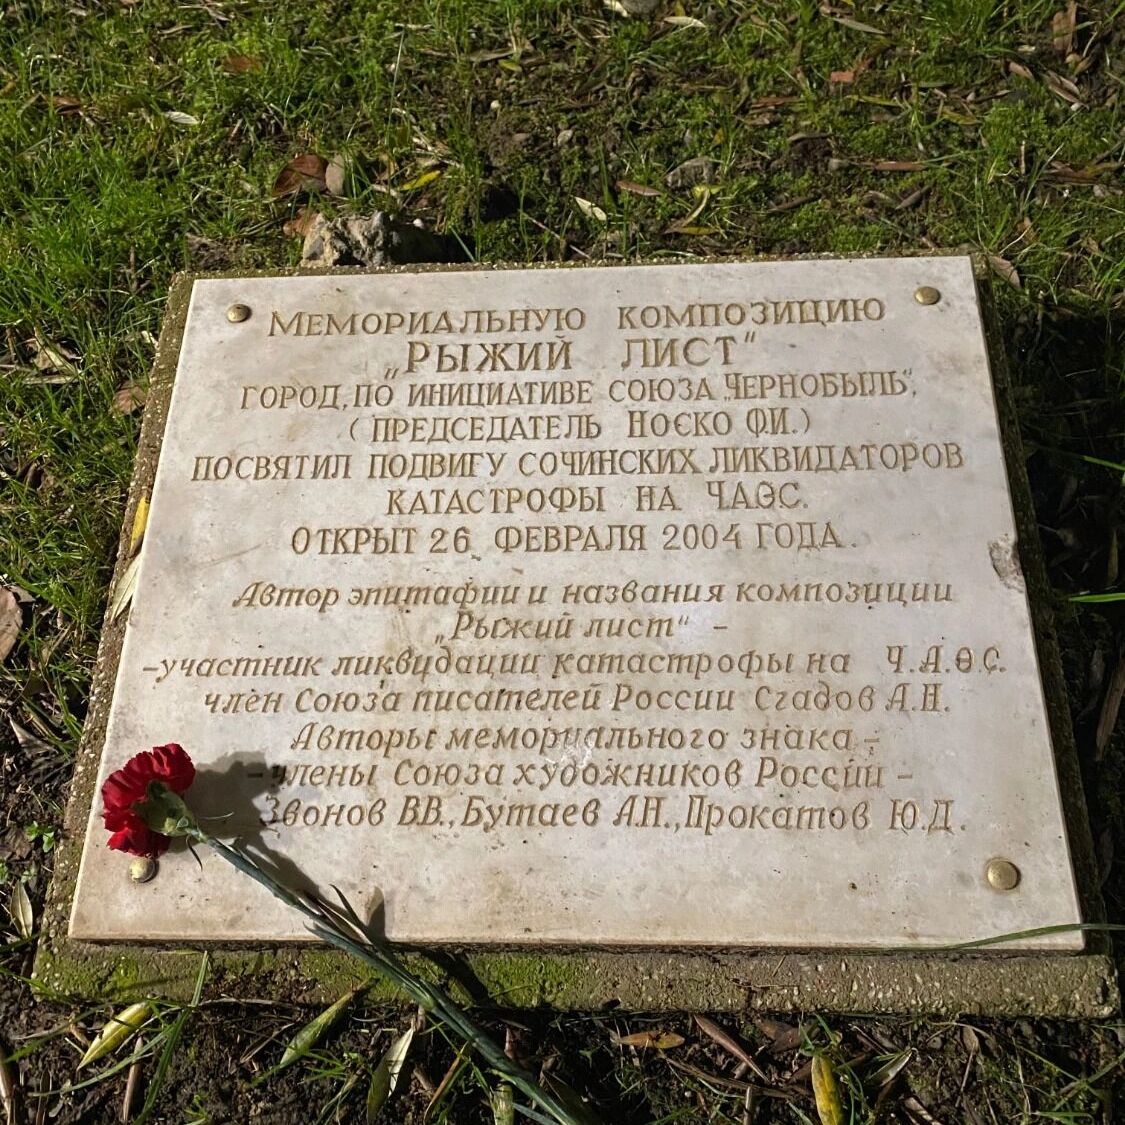 МЕМОРИАЛЬНУЮ КОМПОЗИЦИЮ
„РЫЖИЙ ЛИСТ"
ГОРОД, ПО ИНИЦИАТИВЕ СОЮЗА „ЧЕРНОБЫЛЬ",
(ПРЕДСЕДАТЕЛЬ НОСКО Ф.И.)
ПОСВЯТИЛ ПОДВИГУ СОЧИНСКИХ ЛИКВИДАТОРОВ
КАТАСТРОФЫ НА ЧАЭС.
ОТКРЫТ 26 ФЕВРАЛЯ 2004 ГОДА.
Автор эпитафии и названия композиции
„Рыжий лист" –
–участник ликвидации катастрофы на Ч.А.Э.С.
член Союза писателей России Сгадов А.Н.
Авторы мемориального знака –
–члены Союза художников России –
Звонов В.В., Бутаев А.Н., Прокатов Ю.Д.